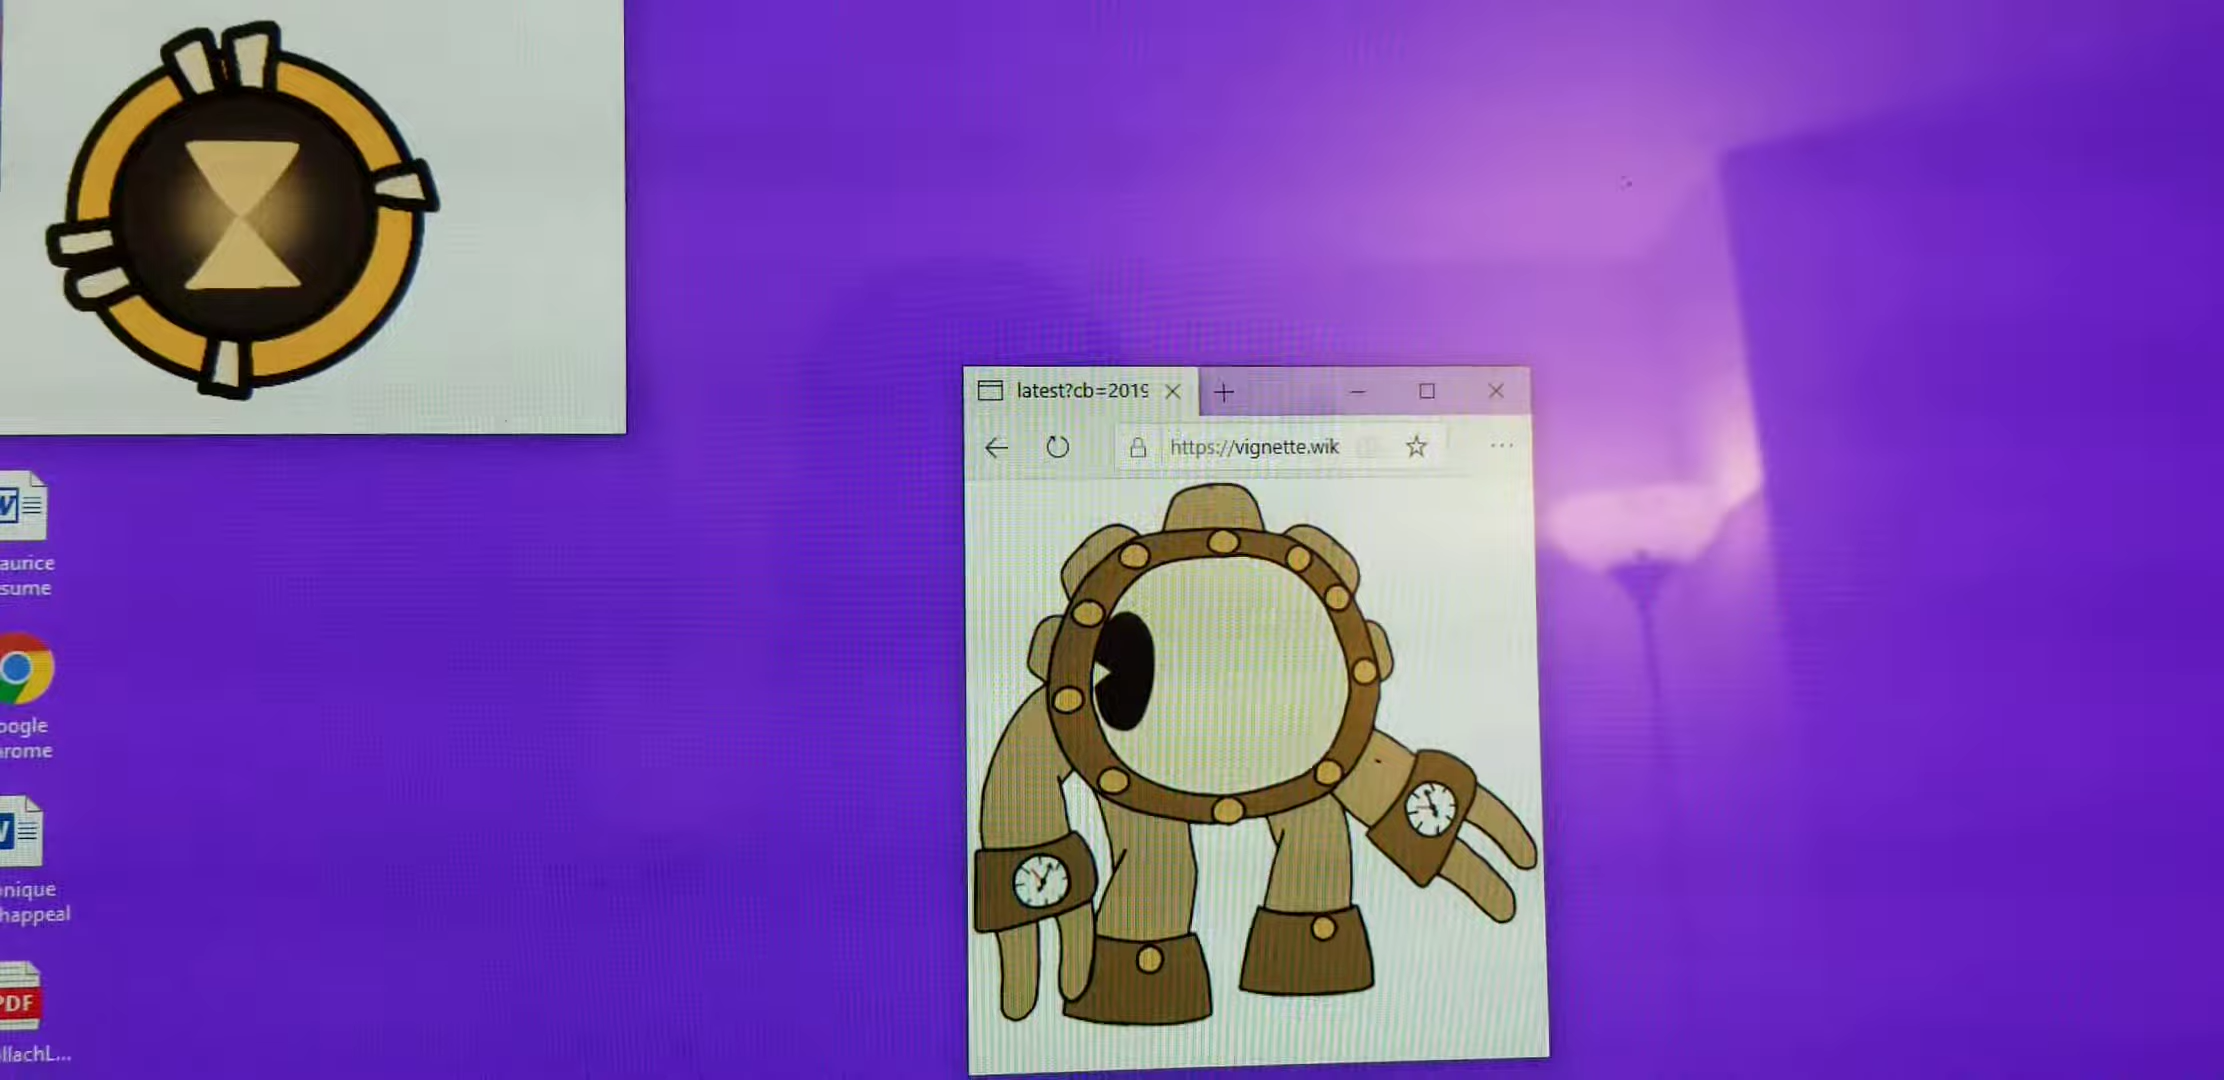 latest?cb=2019
https://vignette.wik
W
aurice
sume
oogle
rome
W
nique
happeal
PDF
llachL...